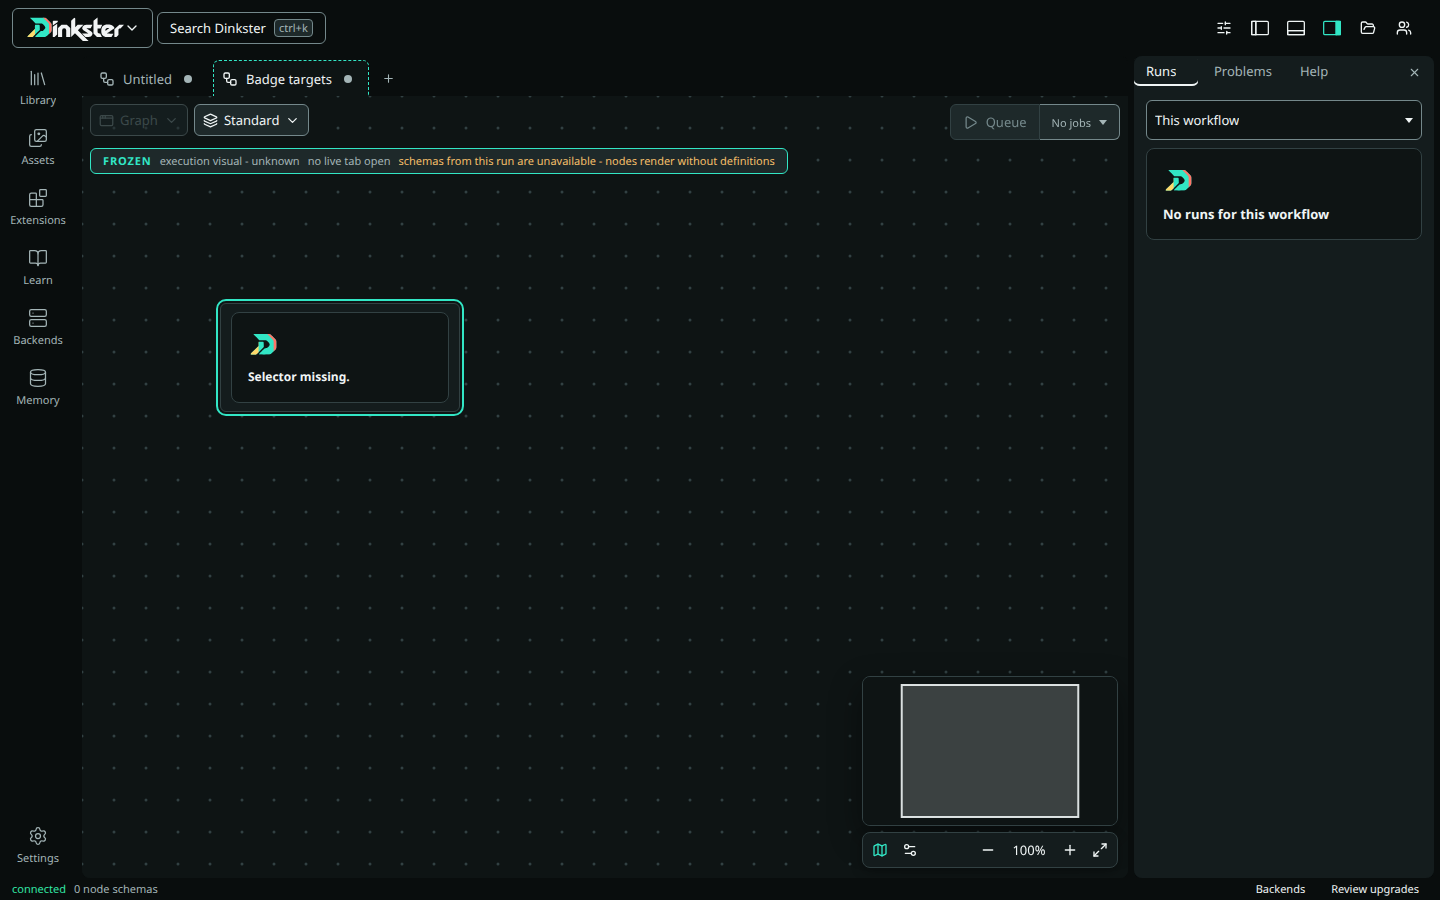 Dinkster
Search Dinkster ctrl+k
Library
Assets
Extensions
Learn
Backends
Memory
Settings
Untitled
Badge targets
Graph
Standard
Queue
No jobs
FROZEN execution visual - unknown no live tab open schemas from this run are unavailable - nodes render without definitions
Selector missing.
100%
Runs
Problems
Help
This workflow
No runs for this workflow
connected 0 node schemas
Backends
Review upgrades